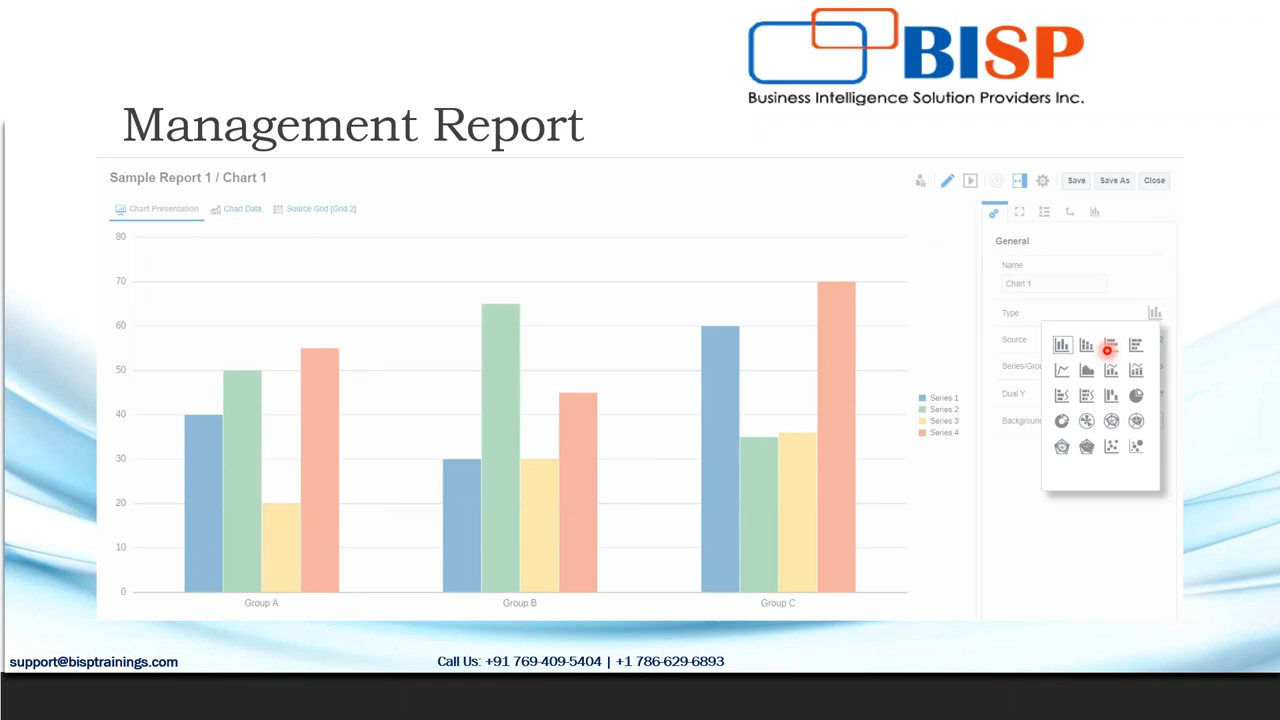 BISP
Business Intelligence Solution Providers Inc.
Management Report
Sample Report 1 / Chart 1
Save
Save As
Close
Chart Presentation
Chart Data
Source Grid [Grid 2]
80
70
60
50
40
30
20
10
0
Group A
Group B
Group C
Series 1
Series 2
Series 3
Series 4
General
Name
Chart 1
Type
Source
Dual Y
support@bisptrainings.com
Call Us: +91 769-409-5404 | +1 786-629-6893